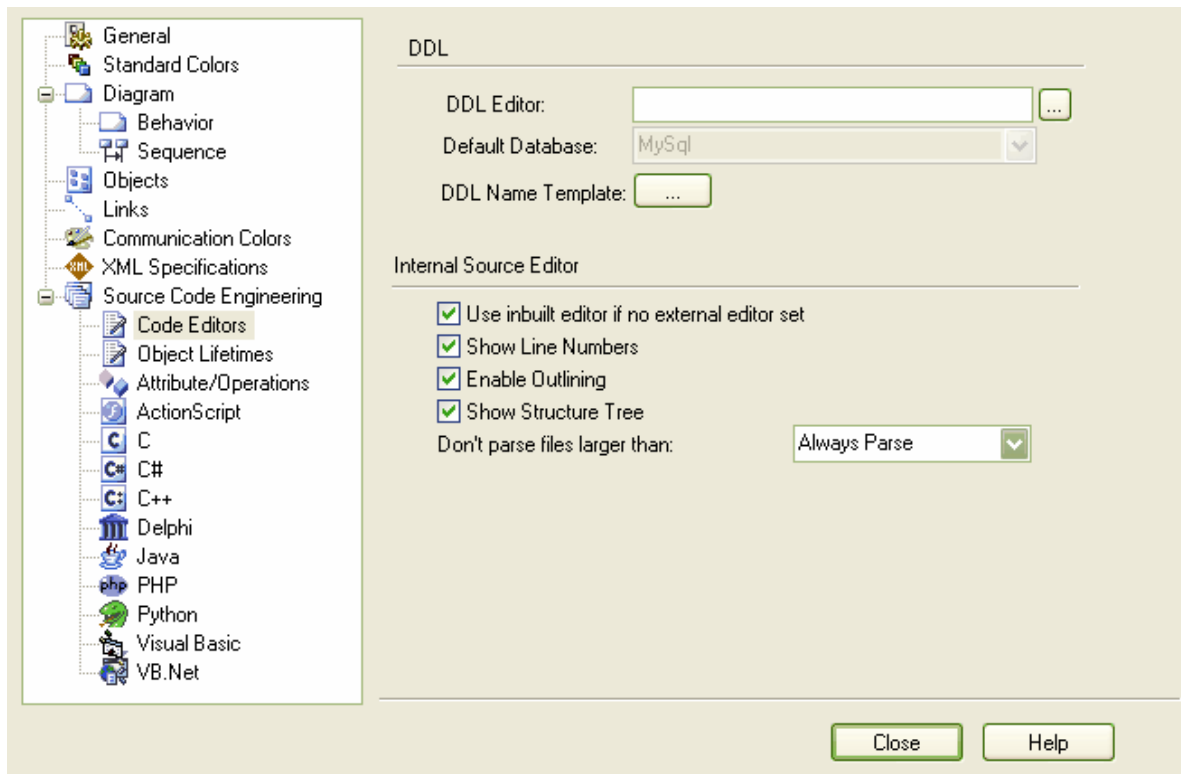 General
Standard Colors
Diagram
Behavior
Sequence
Objects
Links
Communication Colors
XML XML Specifications
Source Code Engineering
Code Editors
Object Lifetimes
Attribute/Operations
ActionScript
C C
C# C#
C++
Delphi
Java
php PHP
Python
Visual Basic
VB.Net
DDL
DDL Editor: ...
Default Database: MySql
DDL Name Template: ...
Internal Source Editor
Use inbuilt editor if no external editor set
Show Line Numbers
Enable Outlining
Show Structure Tree
Don't parse files larger than: Always Parse
Close Help